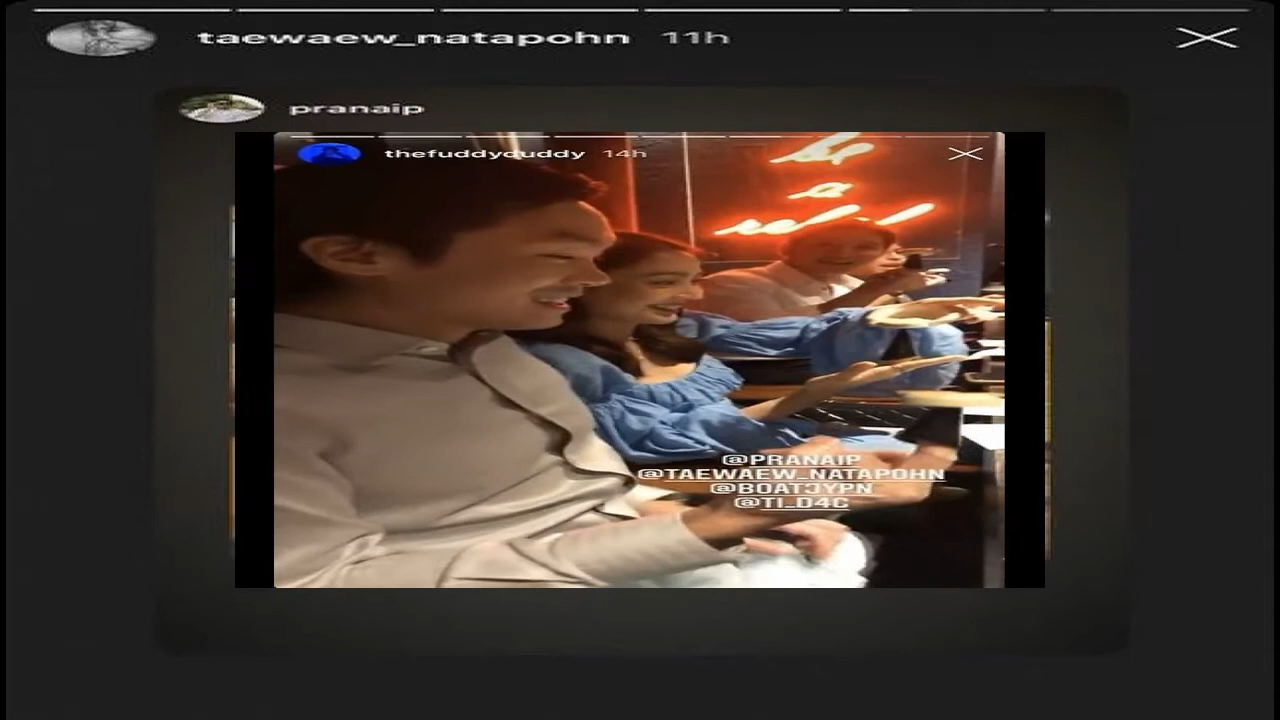 taewaew_natapohn 11h
pranaip
thefuddyduddy 14h
@PRANAIP
@TAEWAEW_NATAPOHN
@BOATJYPN
@TI_D4C